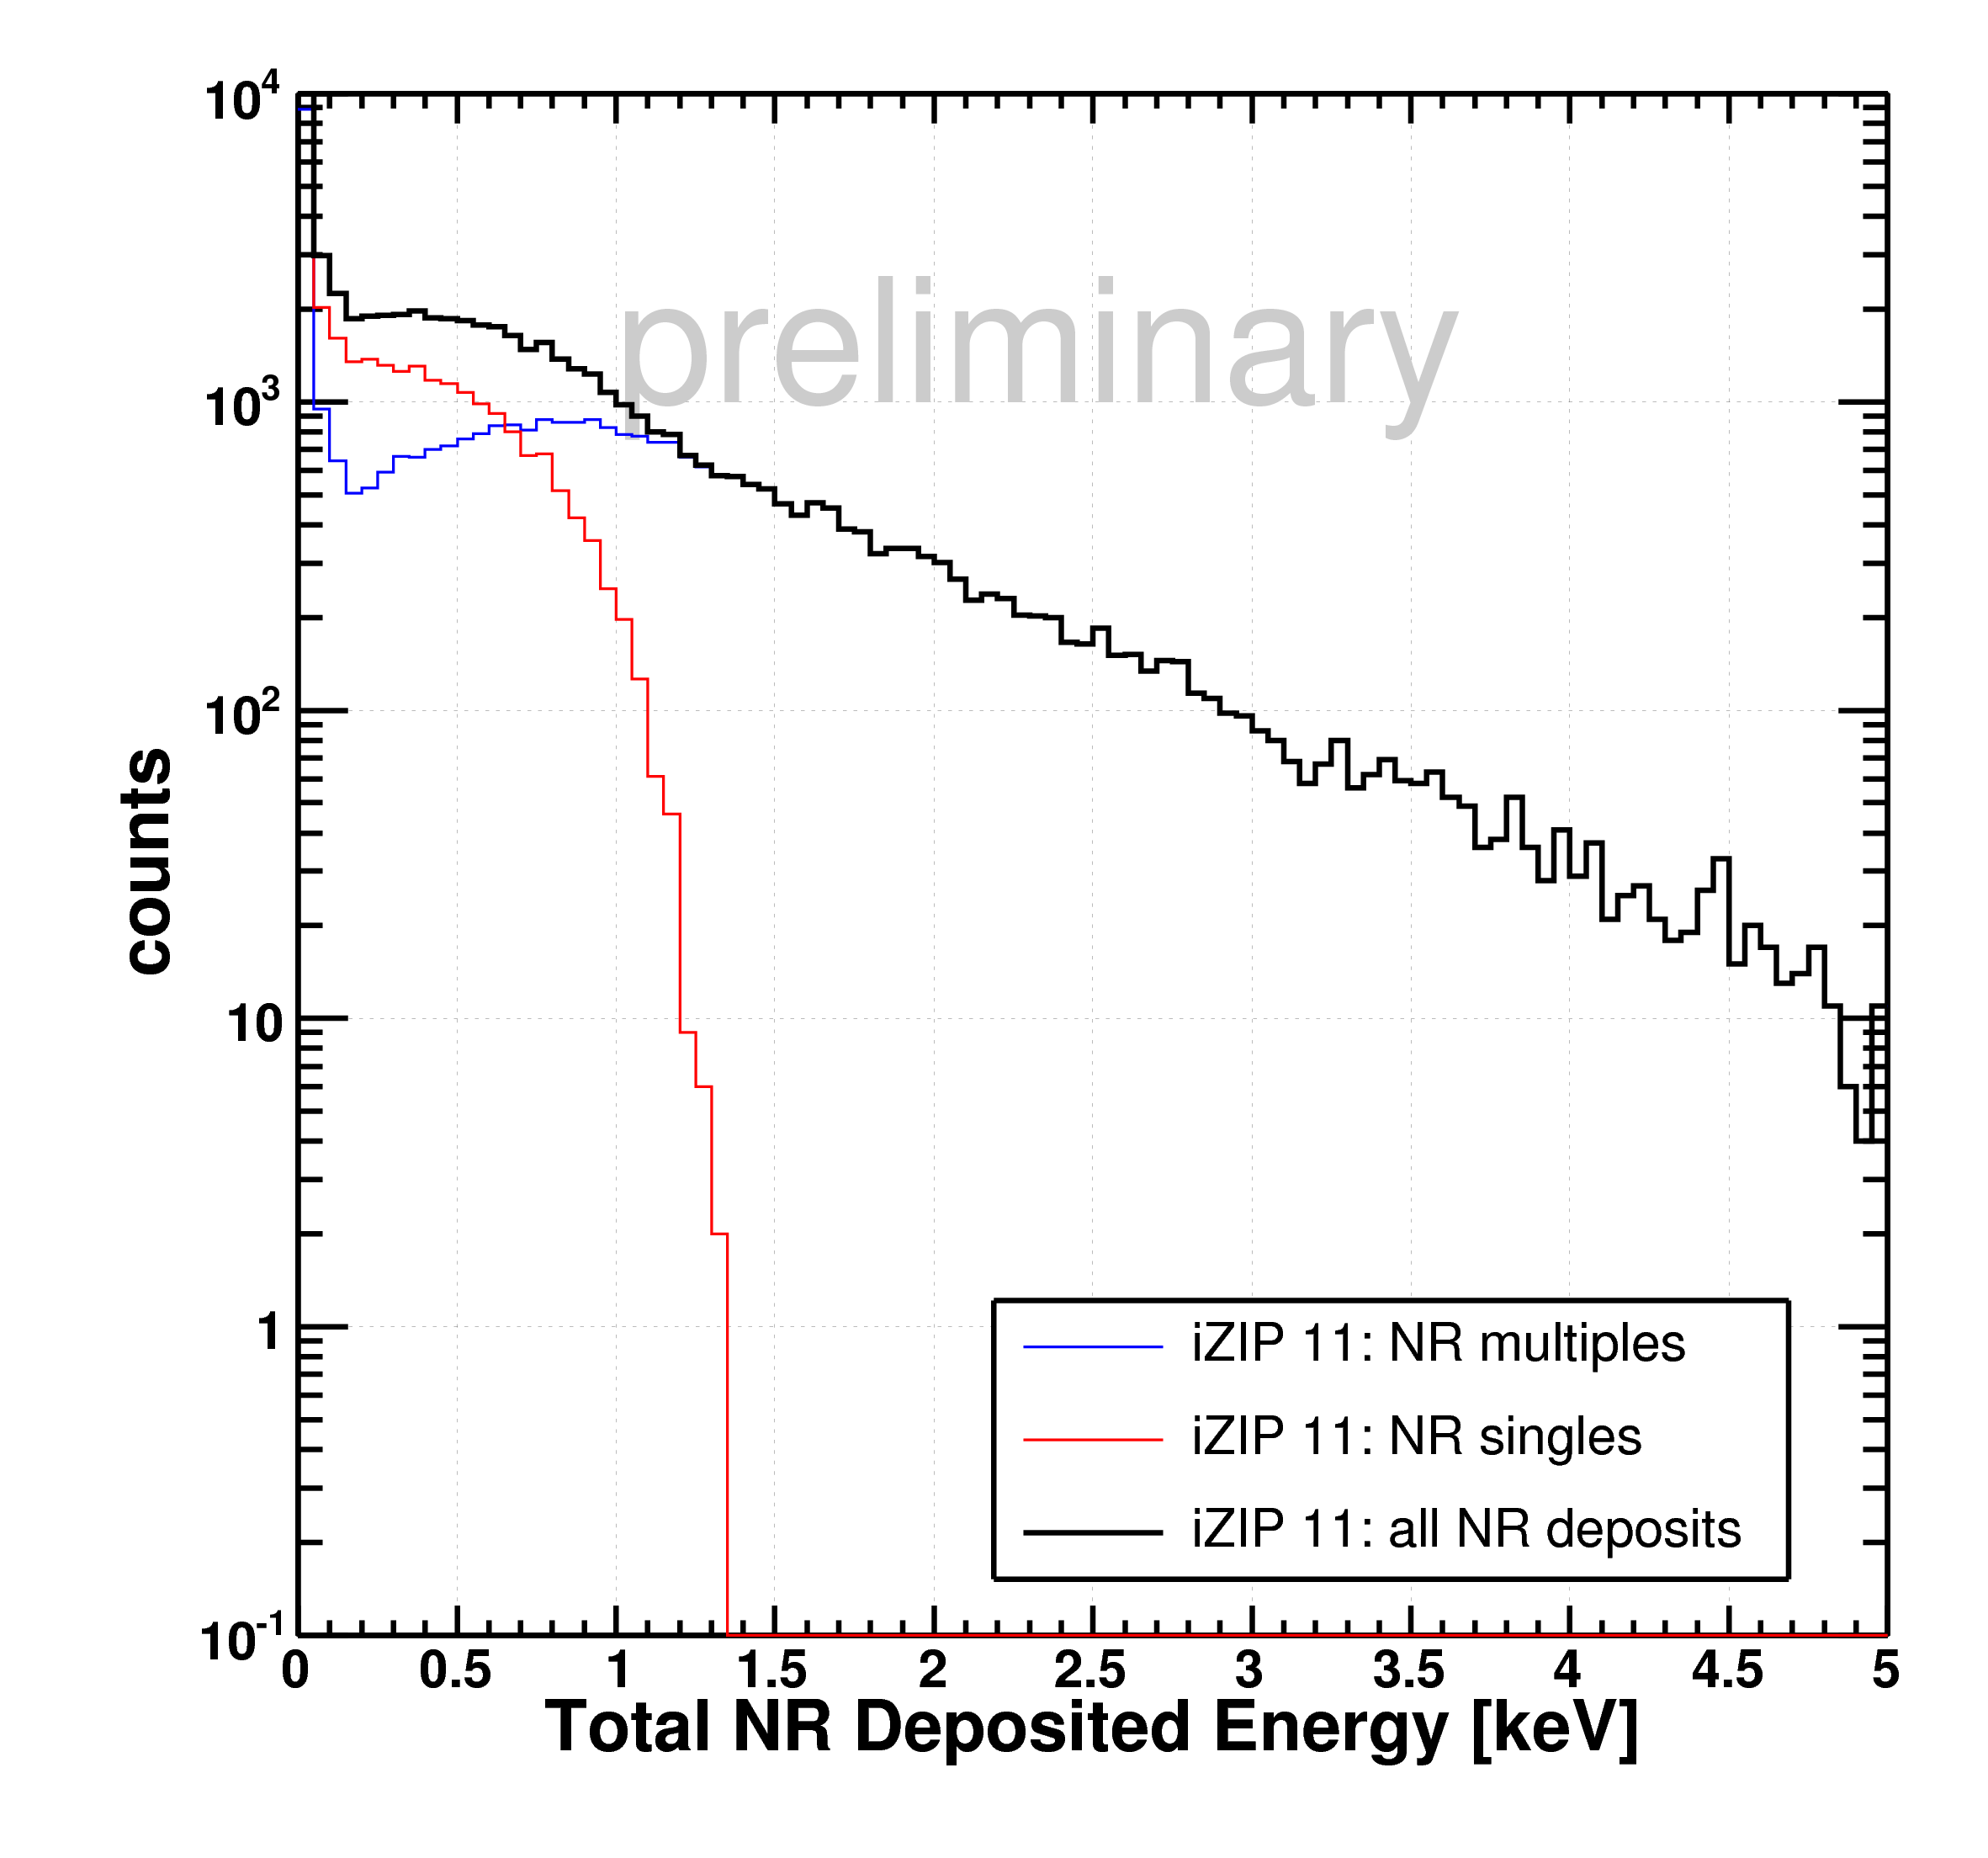 10^4
preliminary
10^3
10^2
counts
10
1
iZIP 11: NR multiples
iZIP 11: NR singles
iZIP 11: all NR deposits
10^-1
0 0.5 1 1.5 2 2.5 3 3.5 4 4.5 5
Total NR Deposited Energy [keV]